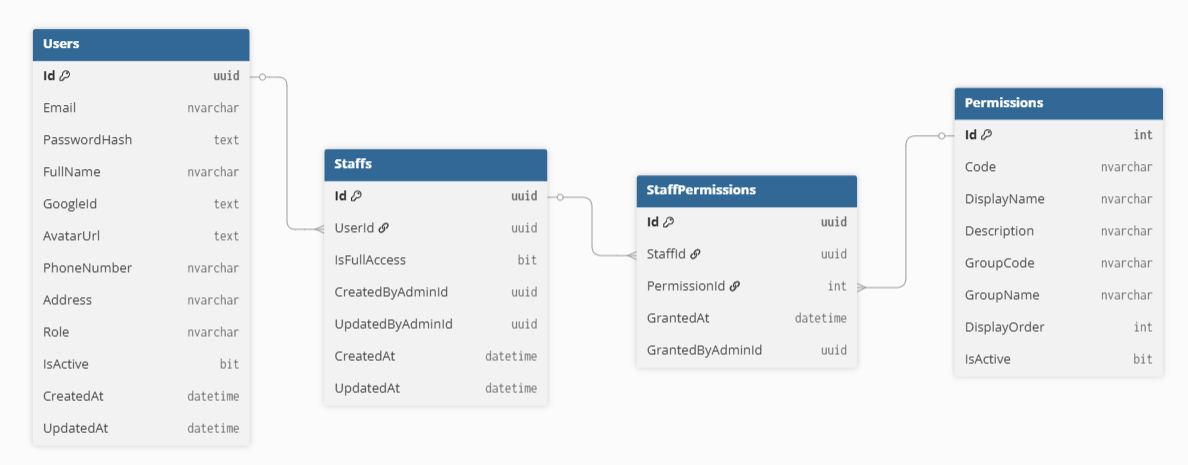 Users
Id uuid
Email nvarchar
PasswordHash text
FullName nvarchar
GoogleId text
AvatarUrl text
PhoneNumber nvarchar
Address nvarchar
Role nvarchar
IsActive bit
CreatedAt datetime
UpdatedAt datetime
Staffs
Id uuid
UserId uuid
IsFullAccess bit
CreatedByAdminId uuid
UpdatedByAdminId uuid
CreatedAt datetime
UpdatedAt datetime
StaffPermissions
Id uuid
StaffId uuid
PermissionId int
GrantedAt datetime
GrantedByAdminId uuid
Permissions
Id int
Code nvarchar
DisplayName nvarchar
Description nvarchar
GroupCode nvarchar
GroupName nvarchar
DisplayOrder int
IsActive bit